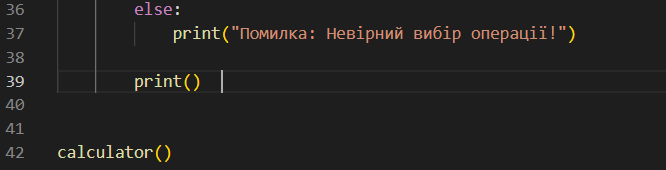 36 else:
37 print("Помилка: Невірний вибір операції!")
38
39 print()
40
41
42 calculator()